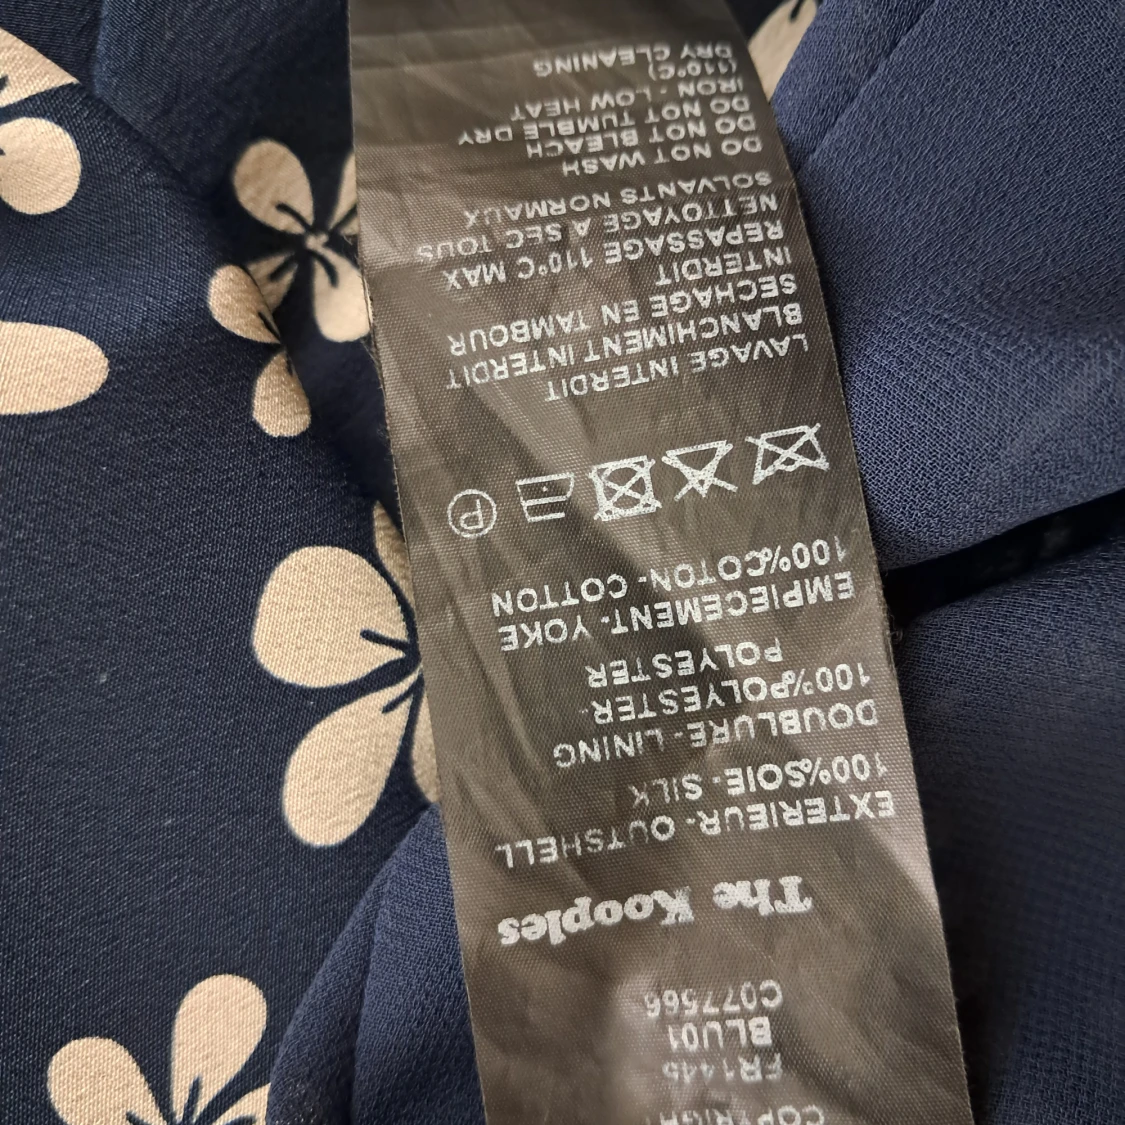 COPYRIGHT
FR1445
BLU01
C077566
The Kooples
EXTERIEUR- OUTSHELL
100%SOIE- SILK
DOUBLURE- LINING
100%POLYESTER-
POLYESTER
EMPIECEMENT- YOKE
100%COTON- COTTON
P
LAVAGE INTERDIT
BLANCHIMENT INTERDIT
SECHAGE EN TAMBOUR
INTERDIT
REPASSAGE 110°C MAX
NETTOYAGE A SEC TOUS
SOLVANTS NORMAUX
DO NOT WASH
DO NOT BLEACH
DO NOT TUMBLE DRY
IRON - LOW HEAT
(110°C)
DRY CLEANING